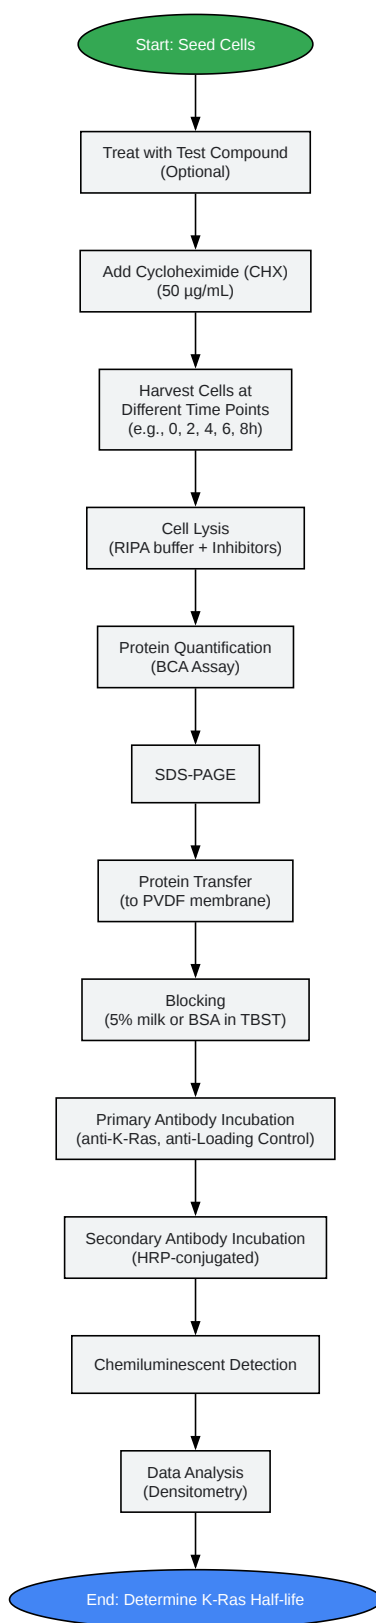 Start: Seed Cells
Treat with Test Compound
(Optional)
Add Cycloheximide (CHX)
(50 µg/mL)
Harvest Cells at
Different Time Points
(e.g., 0, 2, 4, 6, 8h)
Cell Lysis
(RIPA buffer + Inhibitors)
Protein Quantification
(BCA Assay)
SDS-PAGE
Protein Transfer
(to PVDF membrane)
Blocking
(5% milk or BSA in TBST)
Primary Antibody Incubation
(anti-K-Ras, anti-Loading Control)
Secondary Antibody Incubation
(HRP-conjugated)
Chemiluminescent Detection
Data Analysis
(Densitometry)
End: Determine K-Ras Half-life